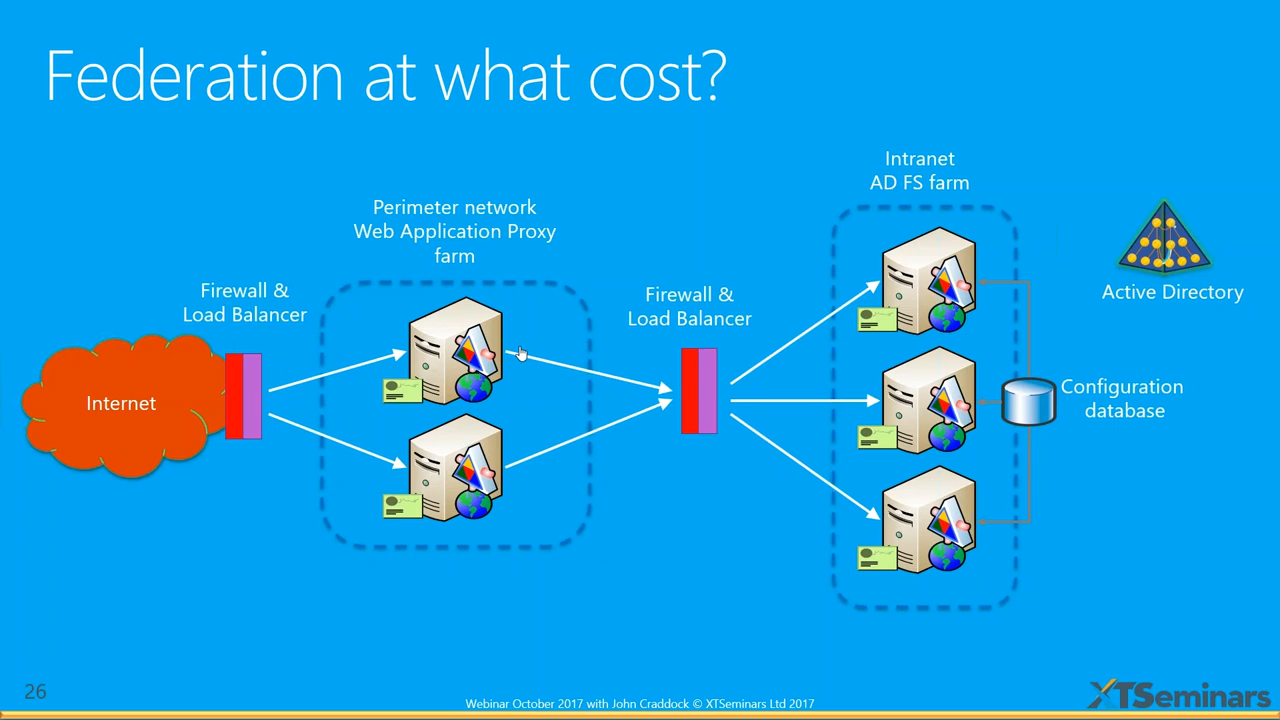 Federation at what cost?
Intranet
AD FS farm
Perimeter network
Web Application Proxy
farm
Firewall &
Load Balancer
Firewall &
Load Balancer
Active Directory
Internet
Configuration
database
26
Webinar October 2017 with John Craddock © XTSeminars Ltd 2017
XTSeminars